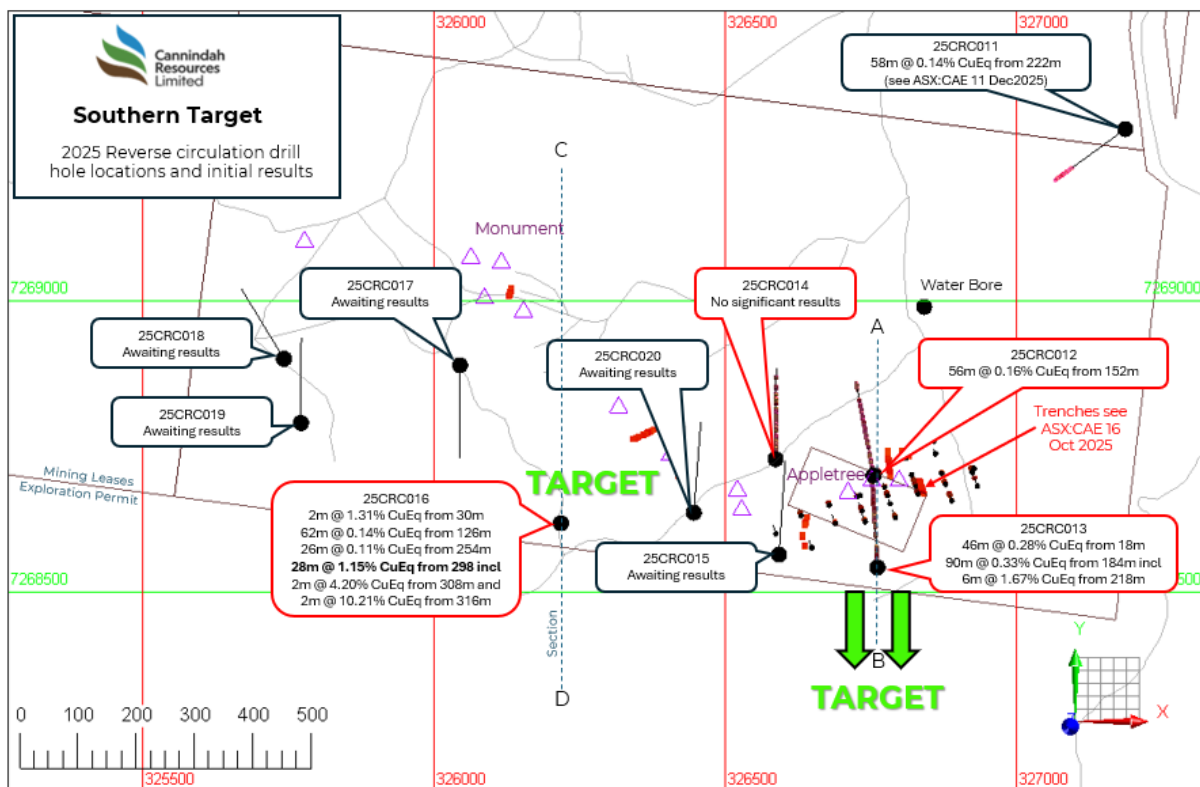 Cannindah
Resources
Limited
Southern Target
2025 Reverse circulation drill
hole locations and initial results
326000
326500
327000
25CRC011
58m @ 0.14% CuEq from 222m
(see ASX:CAE 11 Dec2025)
C
Monument
7269000
7269000
25CRC017
Awaiting results
25CRC014
No significant results
Water Bore
A
25CRC018
Awaiting results
25CRC020
Awaiting results
25CRC012
56m @ 0.16% CuEq from 152m
25CRC019
Awaiting results
Trenches see
ASX:CAE 16
Oct 2025
Mining Leases
Exploration Permit
TARGET
Appletree
25CRC016
2m @ 1.31% CuEq from 30m
62m @ 0.14% CuEq from 126m
26m @ 0.11% CuEq from 254m
28m @ 1.15% CuEq from 298 incl
2m @ 4.20% CuEq from 308m and
2m @ 10.21% CuEq from 316m
25CRC015
Awaiting results
25CRC013
46m @ 0.28% CuEq from 18m
90m @ 0.33% CuEq from 184m incl
6m @ 1.67% CuEq from 218m
7268500
Section
B
D
TARGET
Y
X
Z
0 100 200 300 400 500
325500
326000
326500
327000